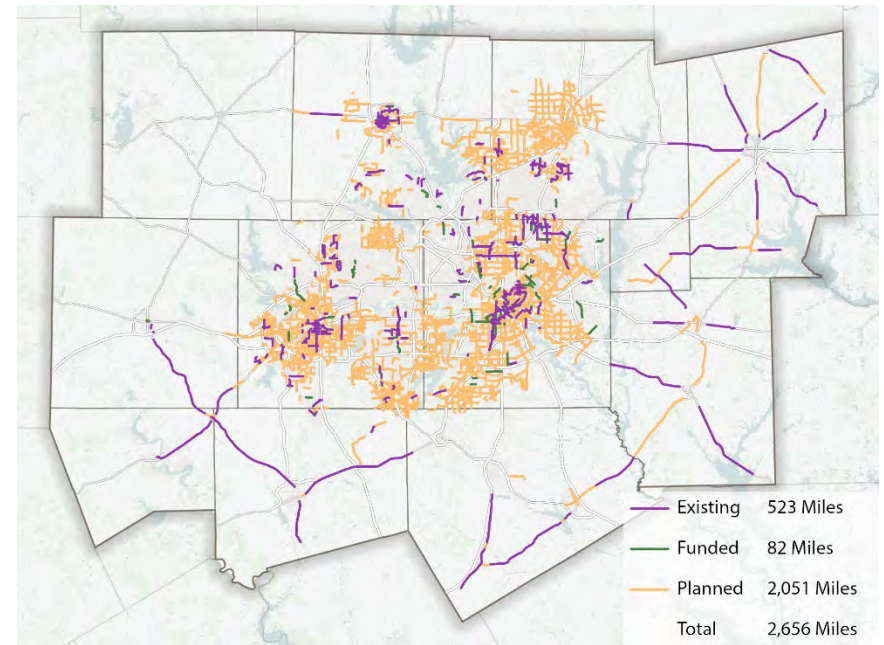 Existing 523 Miles
Funded 82 Miles
Planned 2,051 Miles
Total 2,656 Miles